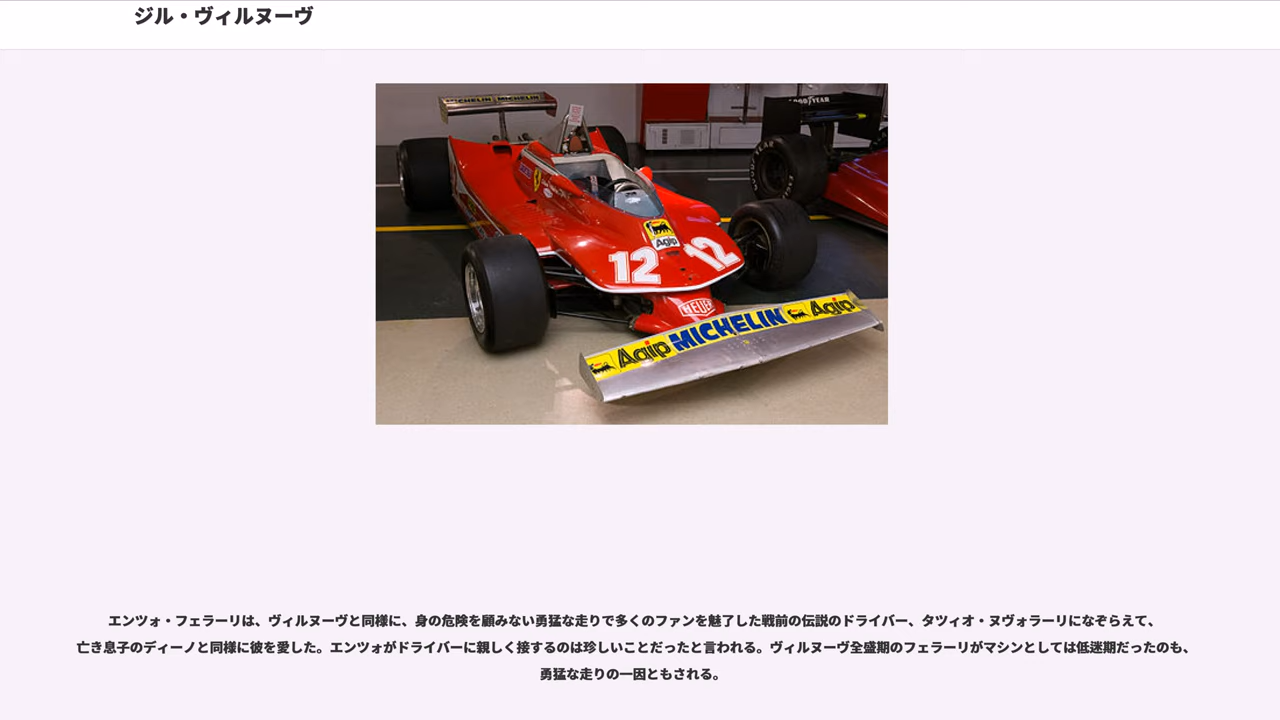 ジル・ヴィルヌーヴ
MICHELIN MICHELIN
GOODYEAR
Agip
12 12
HEUER
Agip MICHELIN Agip
エンツォ・フェラーリは、ヴィルヌーヴと同様に、身の危険を顧みない勇猛な走りで多くのファンを魅了した戦前の伝説のドライバー、タツィオ・ヌヴォラーリになぞらえて、
亡き息子のディーノと同様に彼を愛した。エンツォがドライバーに親しく接するのは珍しいことだったと言われる。ヴィルヌーヴ全盛期のフェラーリがマシンとしては低迷期だったのも、
勇猛な走りの一因ともされる。